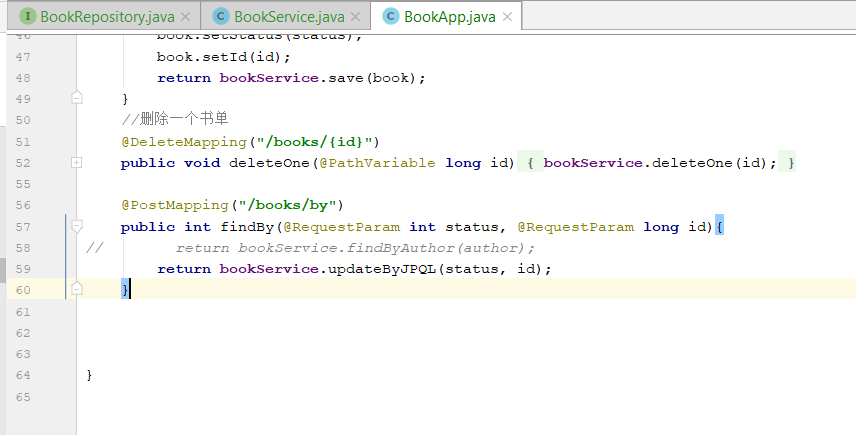 BookRepository.java BookService.java BookApp.java
46 book.setStatus(status);
47 book.setId(id);
48 return bookService.save(book);
49 }
50 //删除一个书单
51 @DeleteMapping("/books/{id}")
52 public void deleteOne(@PathVariable long id) { bookService.deleteOne(id); }
55
56 @PostMapping("/books/by")
57 public int findBy(@RequestParam int status, @RequestParam long id){
58 // return bookService.findByAuthor(author);
59 return bookService.updateByJPQL(status, id);
60 }
61
62
63
64 }
65